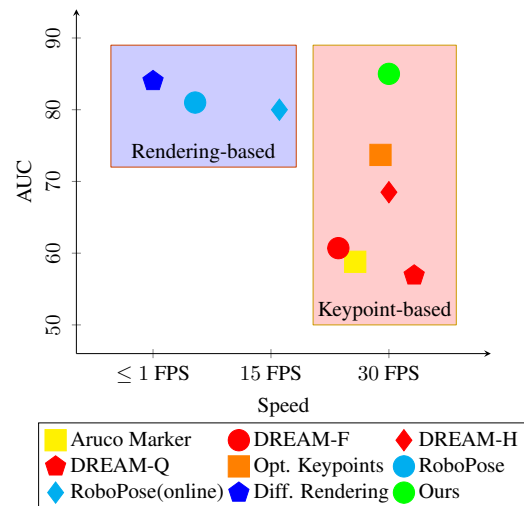 90
80
70
60
50
AUC
Rendering-based
Keypoint-based
≤ 1 FPS 15 FPS 30 FPS
Speed
Aruco Marker DREAM-F DREAM-H
DREAM-Q Opt. Keypoints RoboPose
RoboPose(online) Diff. Rendering Ours